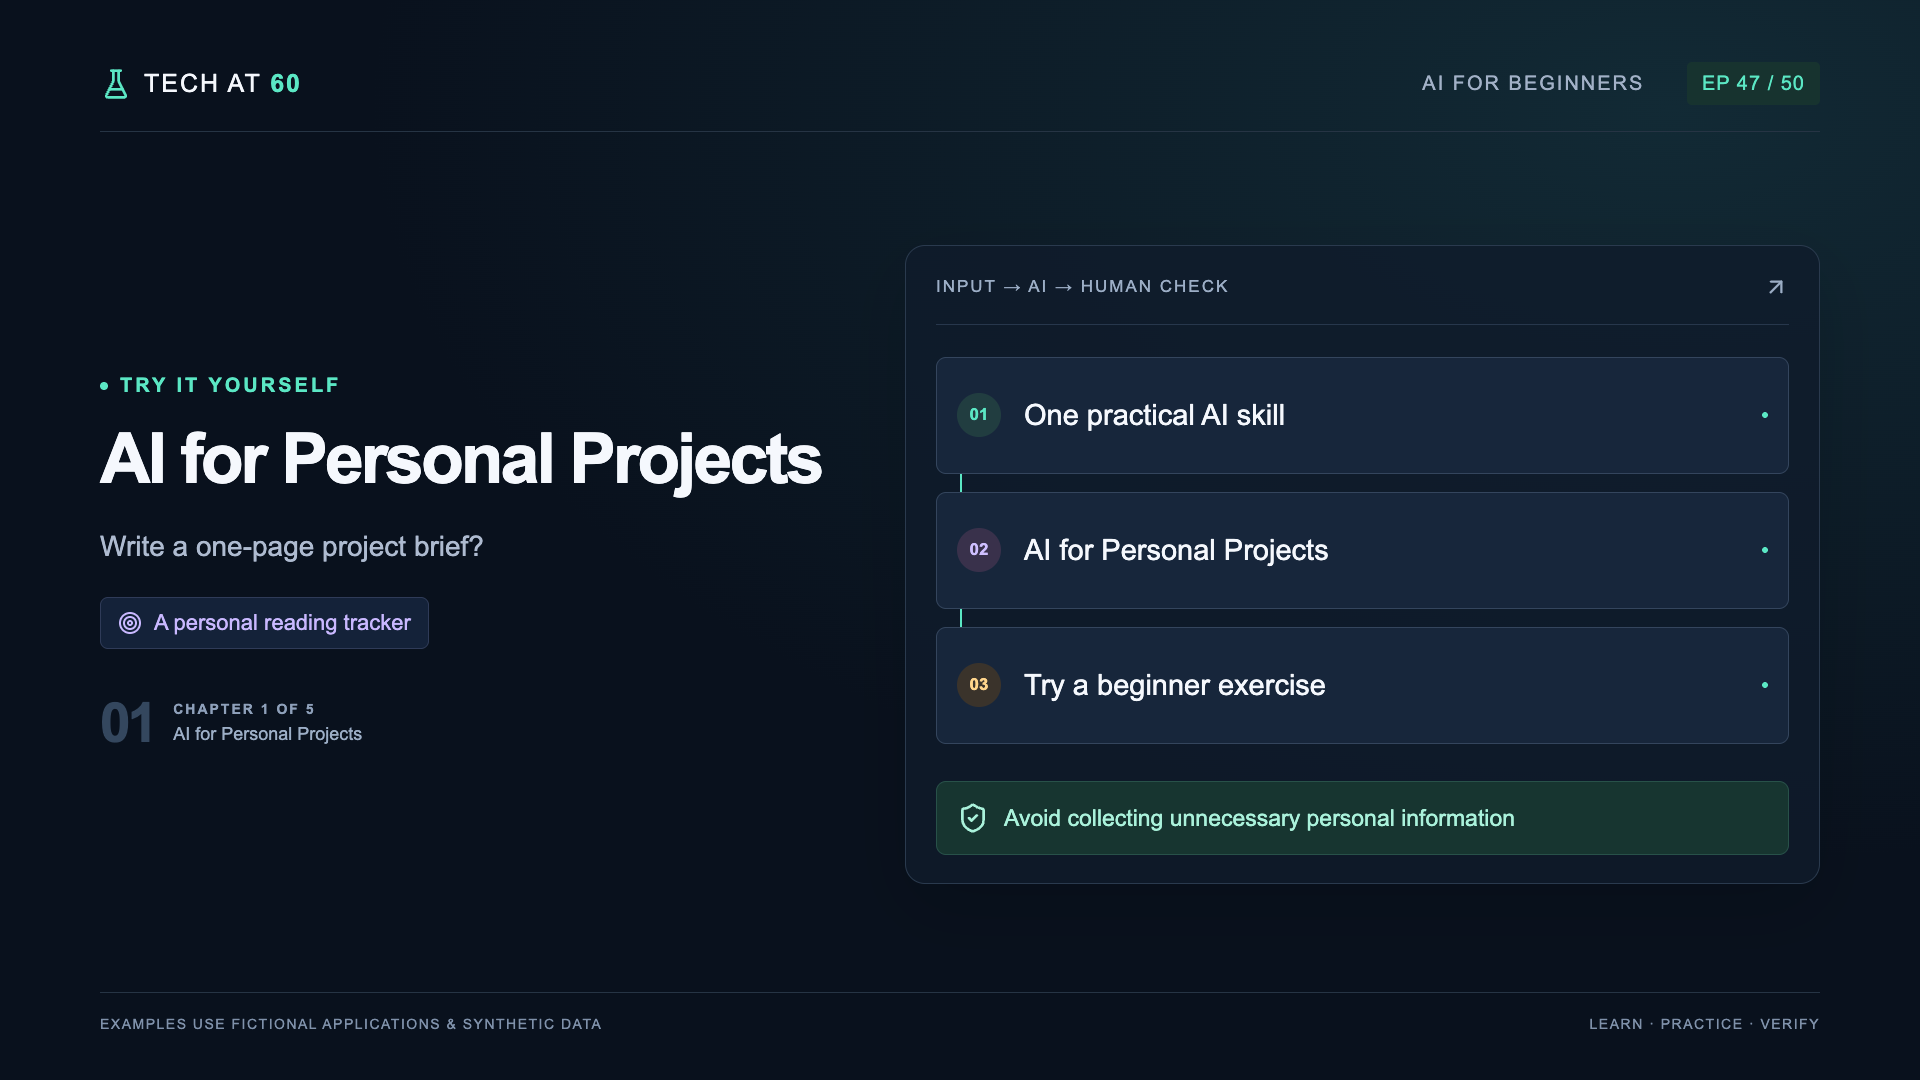 TECH AT 60
AI FOR BEGINNERS
EP 47 / 50
• TRY IT YOURSELF
AI for Personal Projects
Write a one-page project brief?
A personal reading tracker
01
CHAPTER 1 OF 5
AI for Personal Projects
INPUT → AI → HUMAN CHECK
01 One practical AI skill
02 AI for Personal Projects
03 Try a beginner exercise
Avoid collecting unnecessary personal information
EXAMPLES USE FICTIONAL APPLICATIONS & SYNTHETIC DATA
LEARN · PRACTICE · VERIFY